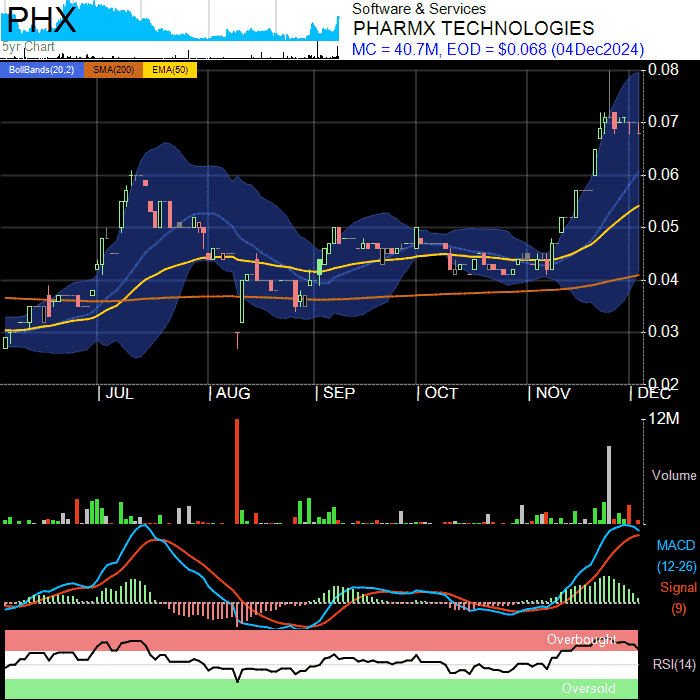 PHX
Software & Services
PHARMX TECHNOLOGIES
5yr Chart
MC = 40.7M, EOD = $0.068 (04Dec2024)
BollBands(20,2) SMA(200) EMA(50)
0.08
0.07
0.06
0.05
0.04
0.03
0.02
JUL AUG SEP OCT NOV DEC
12M
Volume
MACD
(12-26)
Signal
(9)
Overbought
RSI(14)
Oversold